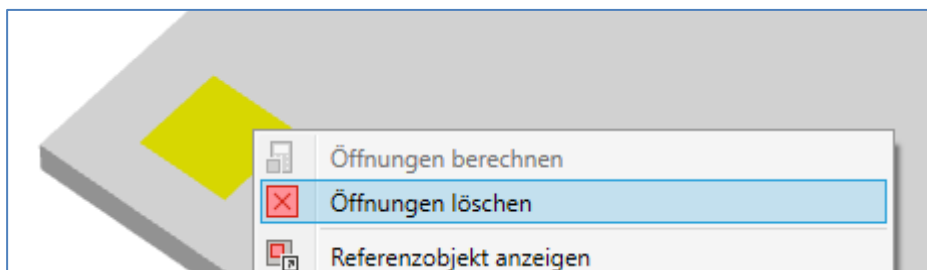 Öffnungen berechnen
Öffnungen löschen
Referenzobjekt anzeigen